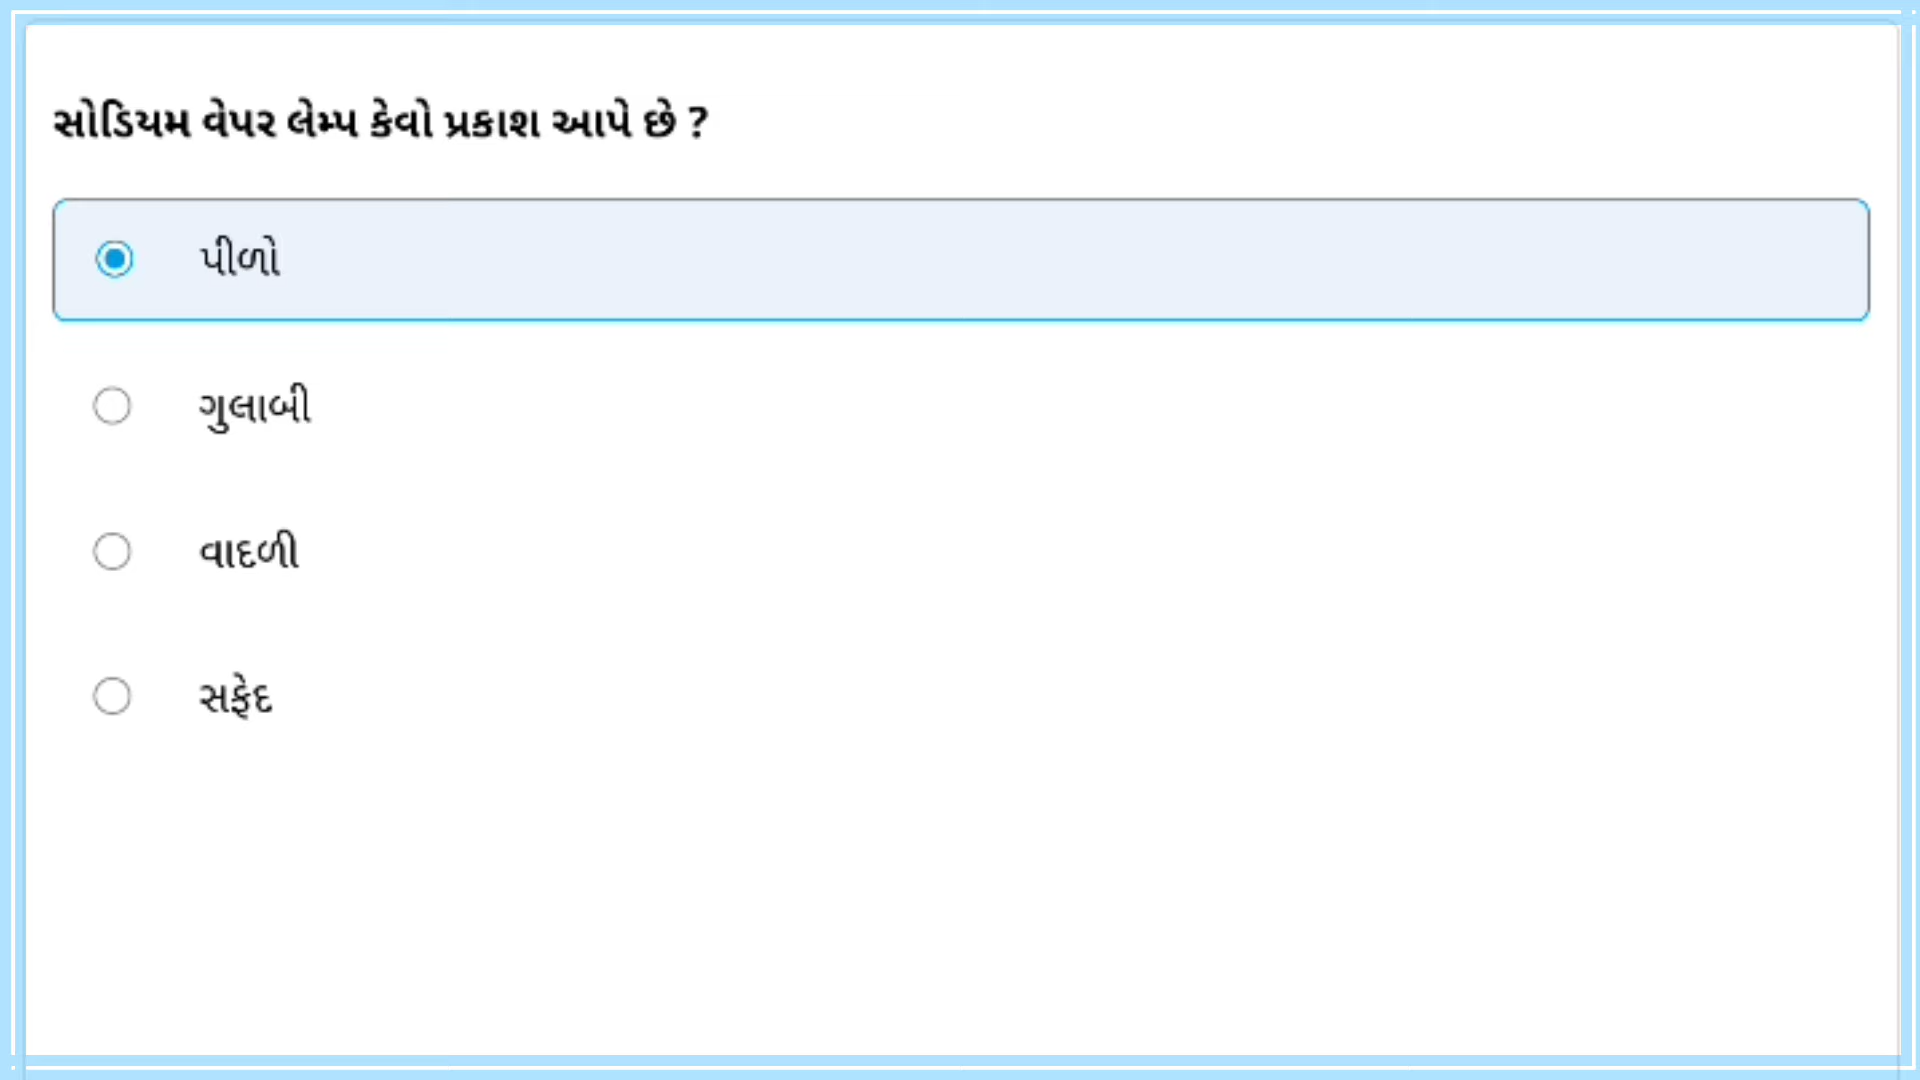 સોડિયમ વેપર લેમ્પ કેવો પ્રકાશ આપે છે ?
પીળો
ગુલાબી
વાદળી
સફેદ